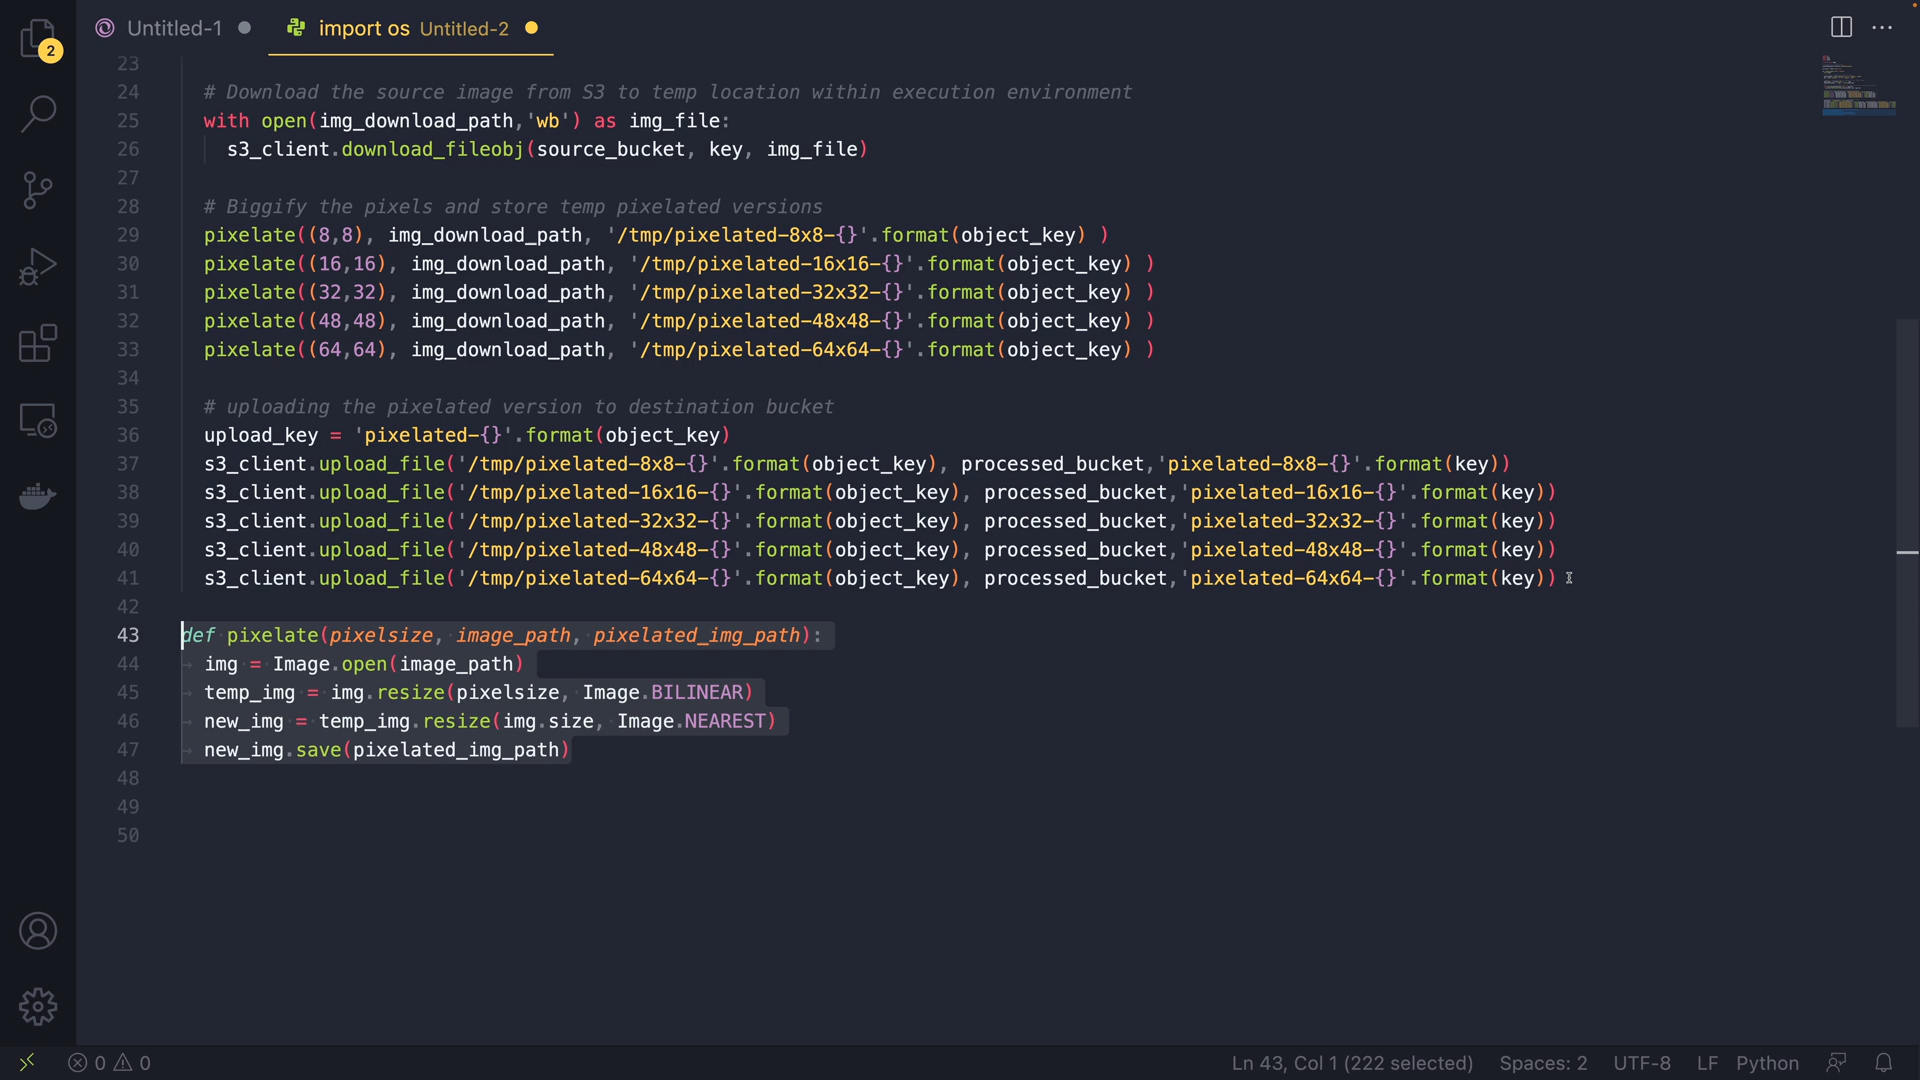 Untitled-1
import os Untitled-2
2
23
24 # Download the source image from S3 to temp location within execution environment
25 with open(img_download_path,'wb') as img_file:
26 s3_client.download_fileobj(source_bucket, key, img_file)
27
28 # Biggify the pixels and store temp pixelated versions
29 pixelate((8,8), img_download_path, '/tmp/pixelated-8x8-{}'.format(object_key) )
30 pixelate((16,16), img_download_path, '/tmp/pixelated-16x16-{}'.format(object_key) )
31 pixelate((32,32), img_download_path, '/tmp/pixelated-32x32-{}'.format(object_key) )
32 pixelate((48,48), img_download_path, '/tmp/pixelated-48x48-{}'.format(object_key) )
33 pixelate((64,64), img_download_path, '/tmp/pixelated-64x64-{}'.format(object_key) )
34
35 # uploading the pixelated version to destination bucket
36 upload_key = 'pixelated-{}'.format(object_key)
37 s3_client.upload_file('/tmp/pixelated-8x8-{}'.format(object_key), processed_bucket,'pixelated-8x8-{}'.format(key))
38 s3_client.upload_file('/tmp/pixelated-16x16-{}'.format(object_key), processed_bucket,'pixelated-16x16-{}'.format(key))
39 s3_client.upload_file('/tmp/pixelated-32x32-{}'.format(object_key), processed_bucket,'pixelated-32x32-{}'.format(key))
40 s3_client.upload_file('/tmp/pixelated-48x48-{}'.format(object_key), processed_bucket,'pixelated-48x48-{}'.format(key))
41 s3_client.upload_file('/tmp/pixelated-64x64-{}'.format(object_key), processed_bucket,'pixelated-64x64-{}'.format(key))
42
43 def pixelate(pixelsize, image_path, pixelated_img_path):
44 img = Image.open(image_path)
45 temp_img = img.resize(pixelsize, Image.BILINEAR)
46 new_img = temp_img.resize(img.size, Image.NEAREST)
47 new_img.save(pixelated_img_path)
48
49
50
0 0 Ln 43, Col 1 (222 selected) Spaces: 2 UTF-8 LF Python